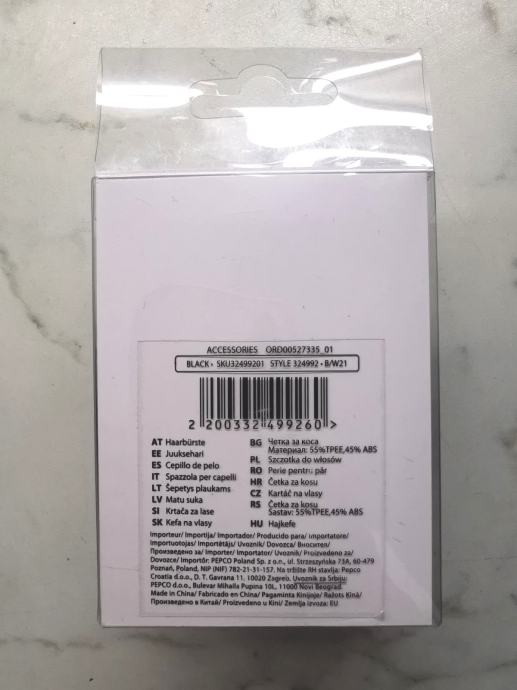 ACCESSORIES ORD00527335_01
BLACK - SKU32499201 STYLE 324992 - B/W21
2 200332 499260 >
AT Haarbürste
EE Juuksehari
ES Cepillo de pelo
IT Spazzola per capelli
LT Šepetys plaukams
LV Matu suka
SI Krtača za lase
SK Kefa na vlasy
BG Четка за коса
Материал: 55%TPEE,45% ABS
PL Szczotka do włosów
RO Perie pentru păr
HR Četka za kosu
CZ Kartáč na vlasy
RS Četka za kosu
Sastav: 55%TPEE,45% ABS
HU Hajkefe
Importeur/ Importija/ Importador/ Producido para/ Importatore/
Importuotojas/ Importētājs/ Uvoznik/ Dovozca/ Вносител/
Произведено за/ Importer/ Importator/ Uvoznik/ Proizvedeno za/
Dovozce/ Importőr: PEPCO Poland Sp. z o.o., ul. Strzeszyńska 73A, 60-479
Poznań, Poland, NIP (NIF) 782-21-31-157. Na tržište RH stavlja: Pepco
Croatia d.o.o., D. T. Gavrana 11, 10020 Zagreb. Uvoznik za Srbiju:
PEPCO d.o.o., Bulevar Mihajla Pupina 10L, 11000 Novi Beograd.
Made in China/ Fabricado en China/ Pagaminta Kinijoje/ Ražots Ķīnā/
Произведено в Китай/ Proizvedeno u Kini/ Zemlja izvoza: EU